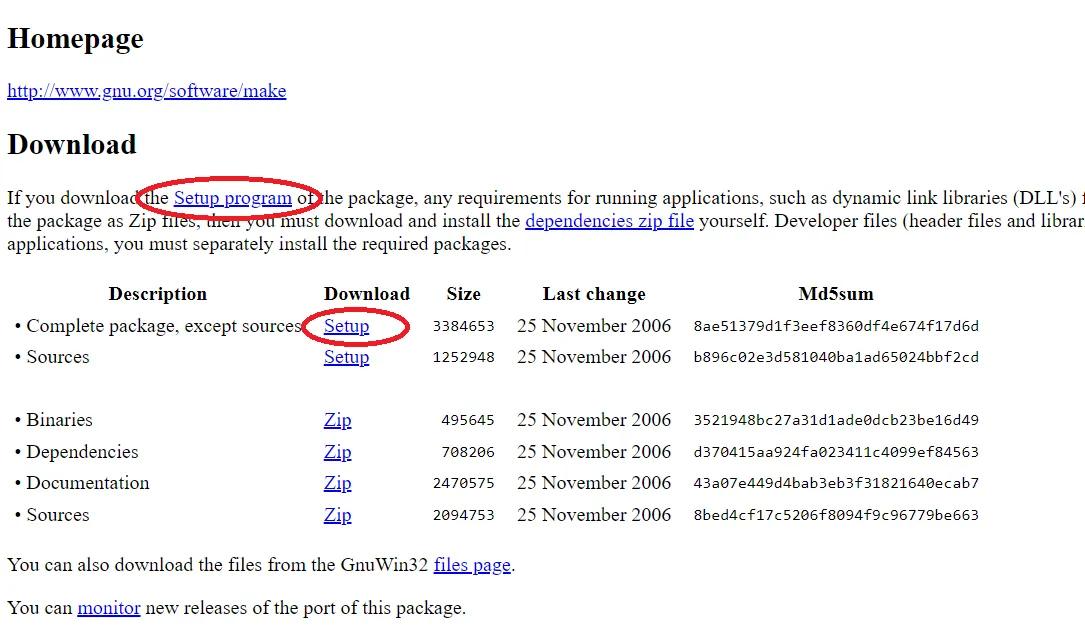 Homepage
http://www.gnu.org/software/make
Download
If you download the Setup program of the package, any requirements for running applications, such as dynamic link libraries (DLL's) f
the package as Zip files, then you must download and install the dependencies zip file yourself. Developer files (header files and librar
applications, you must separately install the required packages.
Description Download Size Last change Md5sum
• Complete package, except sources Setup 3384653 25 November 2006 8ae51379d1f3eef8360df4e674f17d6d
• Sources Setup 1252948 25 November 2006 b896c02e3d581040ba1ad65024bbf2cd
• Binaries Zip 495645 25 November 2006 3521948bc27a31d1ade0dcb23be16d49
• Dependencies Zip 708206 25 November 2006 d370415aa924fa023411c4099ef84563
• Documentation Zip 2470575 25 November 2006 43a07e449d4bab3eb3f31821640ecab7
• Sources Zip 2094753 25 November 2006 8bed4cf17c5206f8094f9c96779be663
You can also download the files from the GnuWin32 files page.
You can monitor new releases of the port of this package.